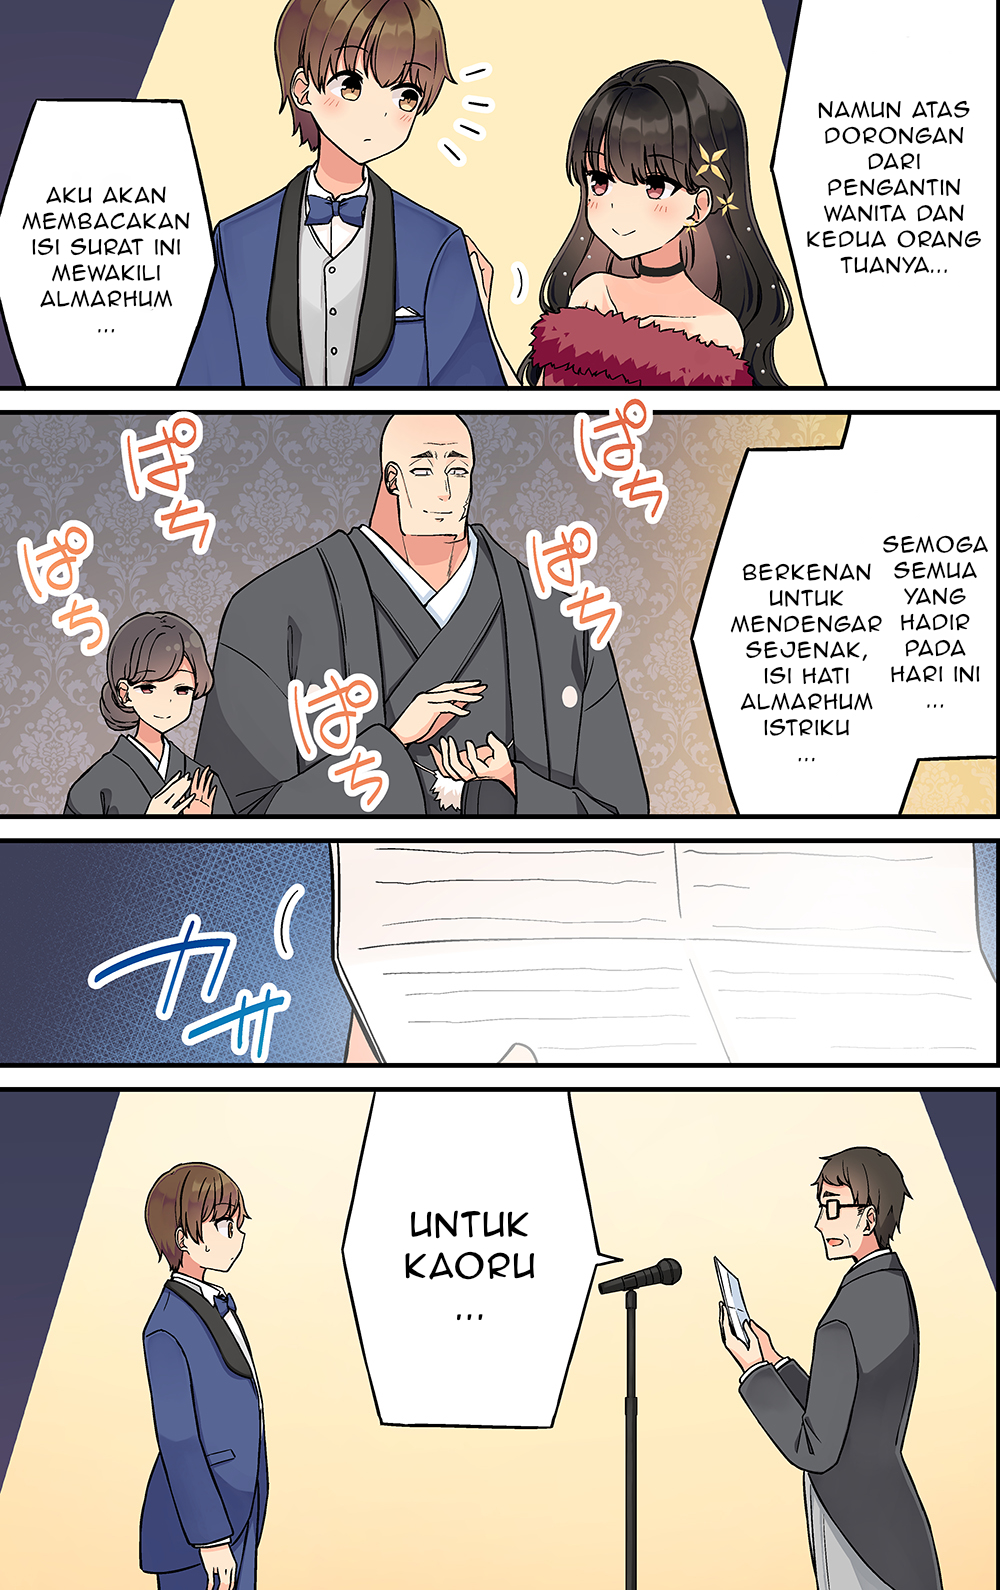 NAMUN ATAS
DORONGAN
DARI
PENGANTIN
WANITA DAN
KEDUA ORANG
TUANYA...
AKU AKAN
MEMBACAKAN
ISI SURAT INI
MEWAKILI
ALMARHUM
...
SEMOGA
SEMUA
YANG
HADIR
PADA
HARI INI
...
BERKENAN
UNTUK
MENDENGAR
SEJENAK,
ISI HATI
ALMARHUM
ISTRIKU
...
ぱち
ぱち
ぱち
ぱち
ぱち
カサ
UNTUK
KAORU
...